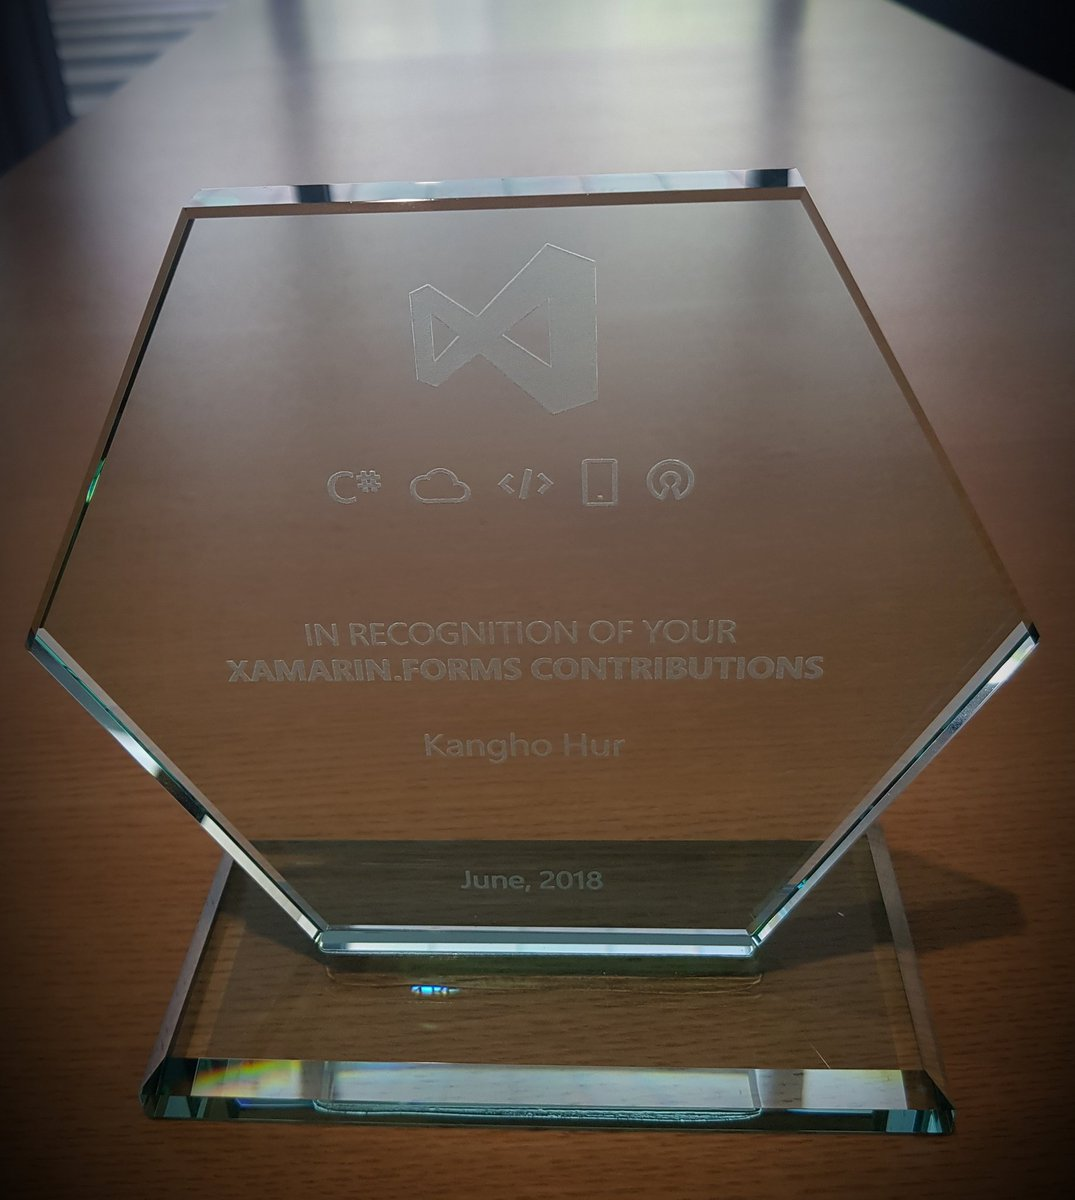 C#
</>
IN RECOGNITION OF YOUR
XAMARIN.FORMS CONTRIBUTIONS
Kangho Hur
June, 2018